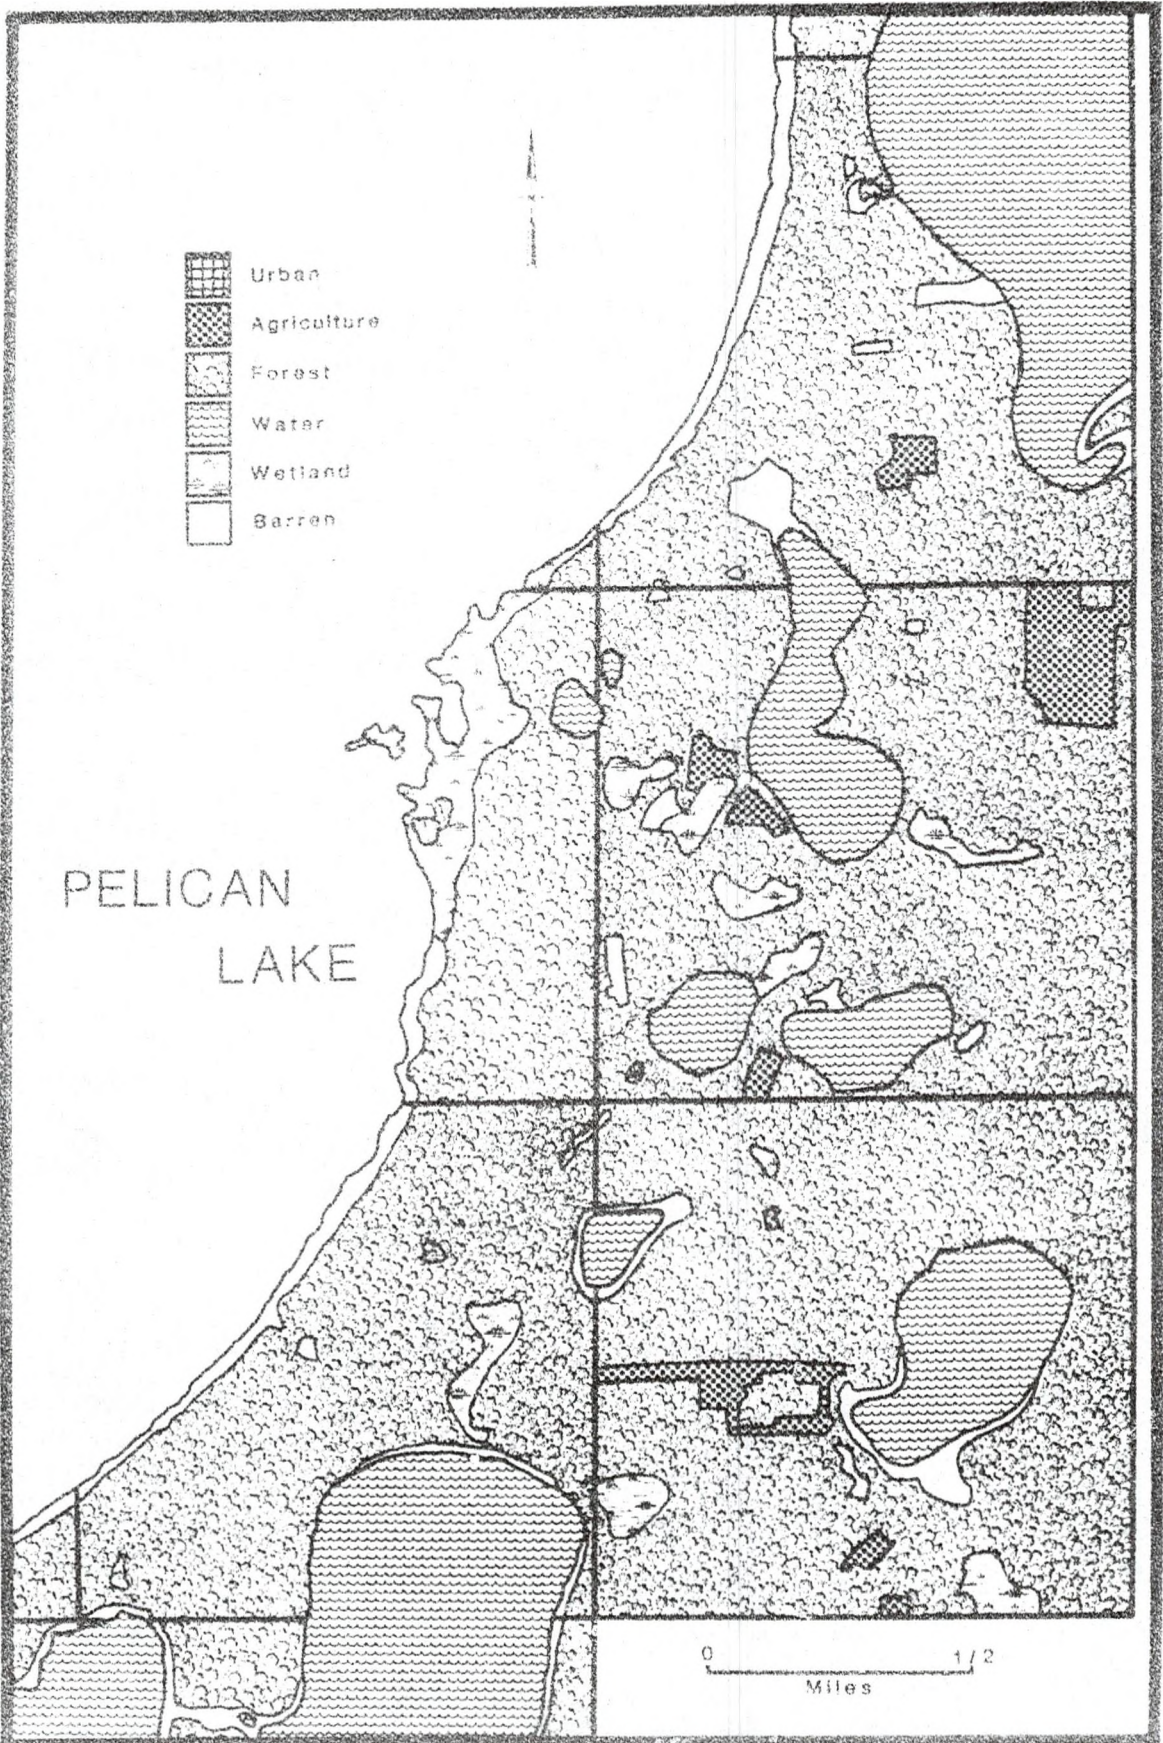 Urban
Agriculture
Forest
Water
Wetland
Barren
PELICAN
LAKE
0 1/2
Miles